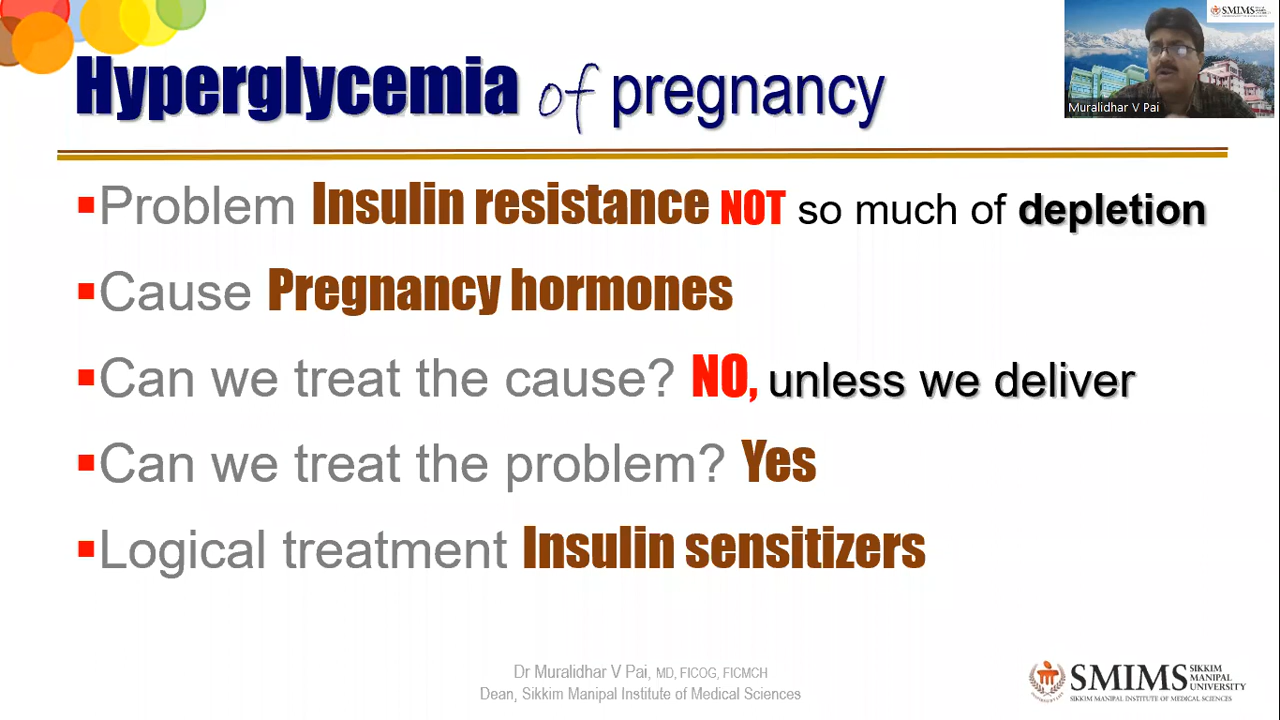 SMIMS
Hyperglycemia of pregnancy
Muralidhar V Pai
Problem Insulin resistance NOT so much of depletion
Cause Pregnancy hormones
Can we treat the cause? NO, unless we deliver
Can we treat the problem? Yes
Logical treatment Insulin sensitizers
Dr Muralidhar V Pai, MD, FICOG, FICMCH
Dean, Sikkim Manipal Institute of Medical Sciences
SMIMS SIKKIM
MANIPAL
UNIVERSITY
SIKKIM MANIPAL INSTITUTE OF MEDICAL SCIENCES